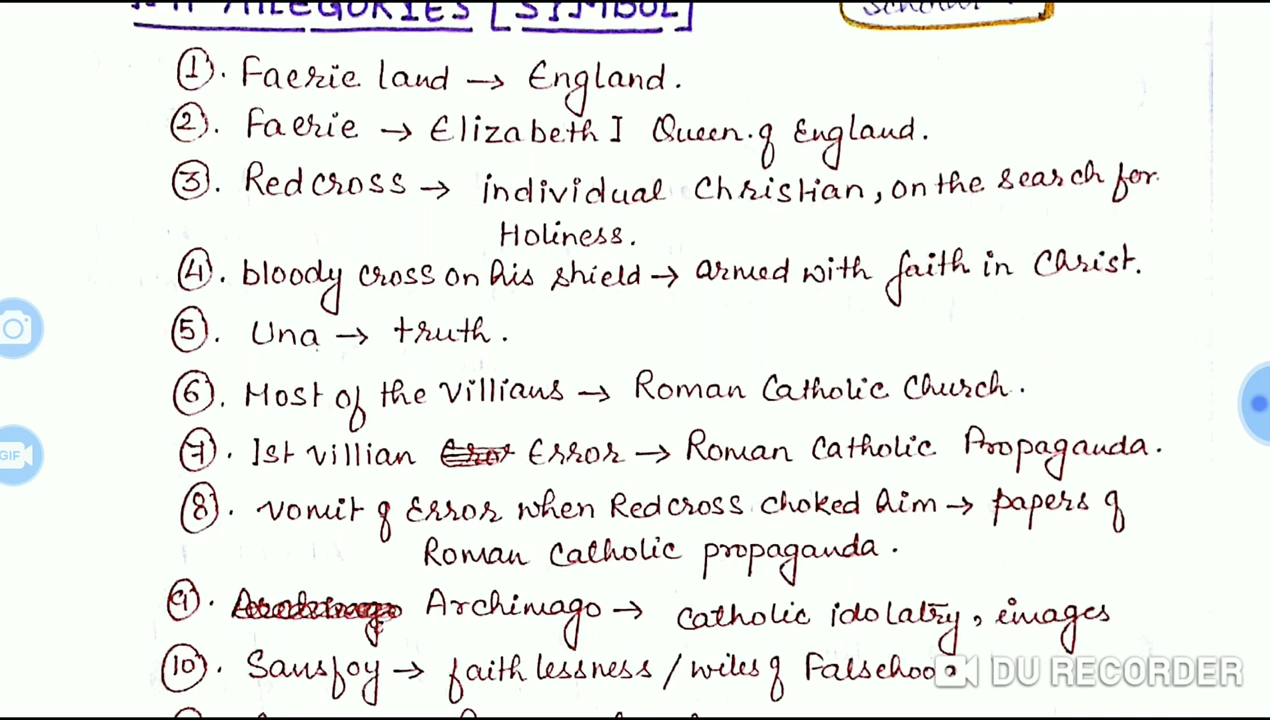 ALLEGORIES [SYMBOL]
School
①. Faerie land → England.
②. Faerie → Elizabeth I Queen of England.
③. Redcross → individual Christian, on the search for
Holiness.
④. bloody cross on his shield → armed with faith in Christ.
⑤. Una → truth.
⑥. Most of the Villians → Roman Catholic Church.
⑦. 1st villian Error → Roman Catholic Propaganda.
⑧. vomit of Error when Redcross choked him → papers of
Roman Catholic propaganda.
⑨. Archimago → Catholic idolatry, images
⑩. Sansfoy → faithlessness / wiles of Falsehood
GIF
DU RECORDER